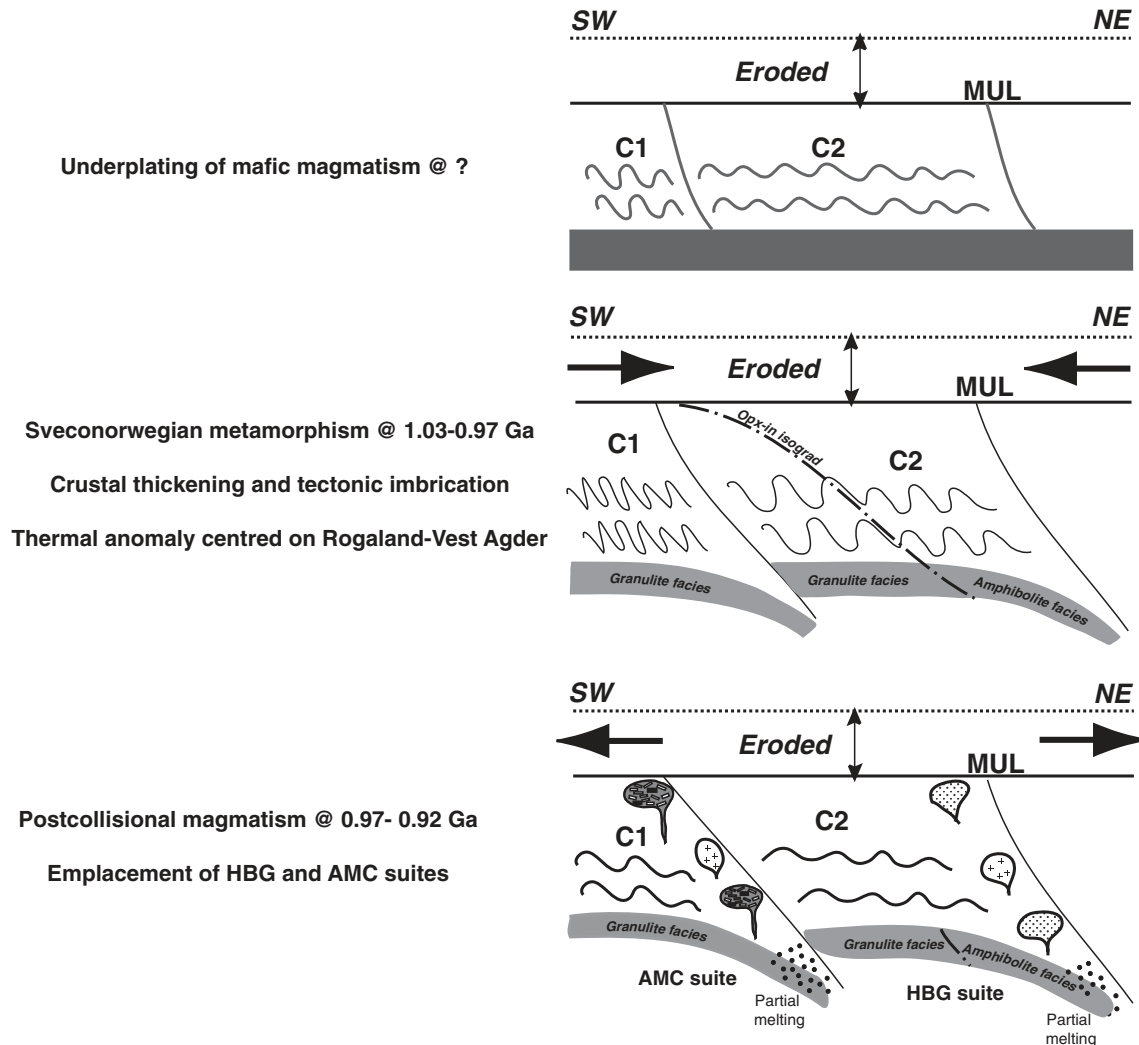 SW
NE
Eroded
MUL
C1
C2
Underplating of mafic magmatism @ ?
SW
NE
Eroded
MUL
Opx-in isograd
C1
C2
Sveconorwegian metamorphism @ 1.03-0.97 Ga
Crustal thickening and tectonic imbrication
Thermal anomaly centred on Rogaland-Vest Agder
Granulite facies
Granulite facies
Amphibolite facies
SW
NE
Eroded
MUL
C1
C2
Postcollisional magmatism @ 0.97- 0.92 Ga
Emplacement of HBG and AMC suites
Granulite facies
Granulite facies
Amphibolite facies
AMC suite
HBG suite
Partial
melting
Partial
melting